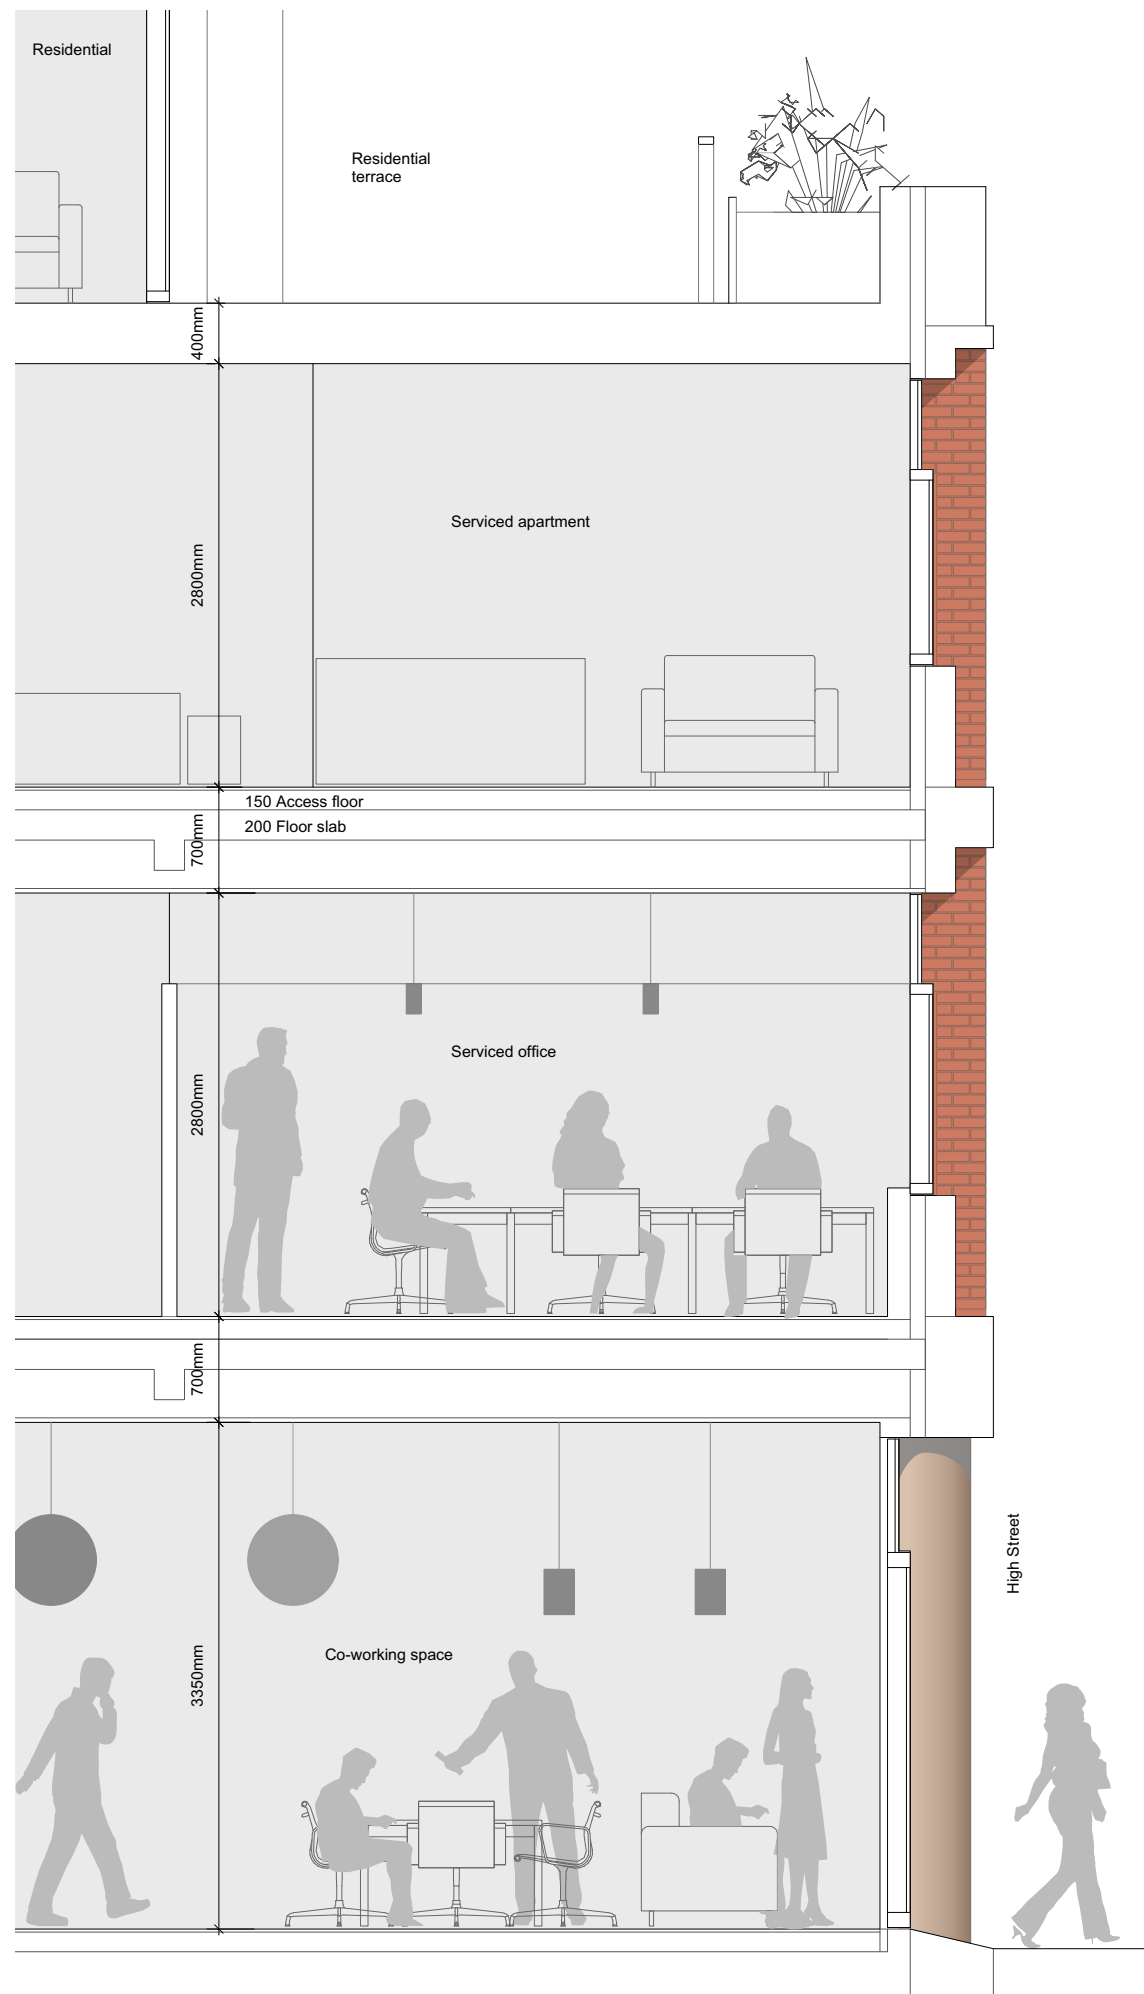 Residential
Residential
terrace
400mm
Serviced apartment
2800mm
150 Access floor
200 Floor slab
700mm
Serviced office
2800mm
700mm
High Street
Co-working space
3350mm